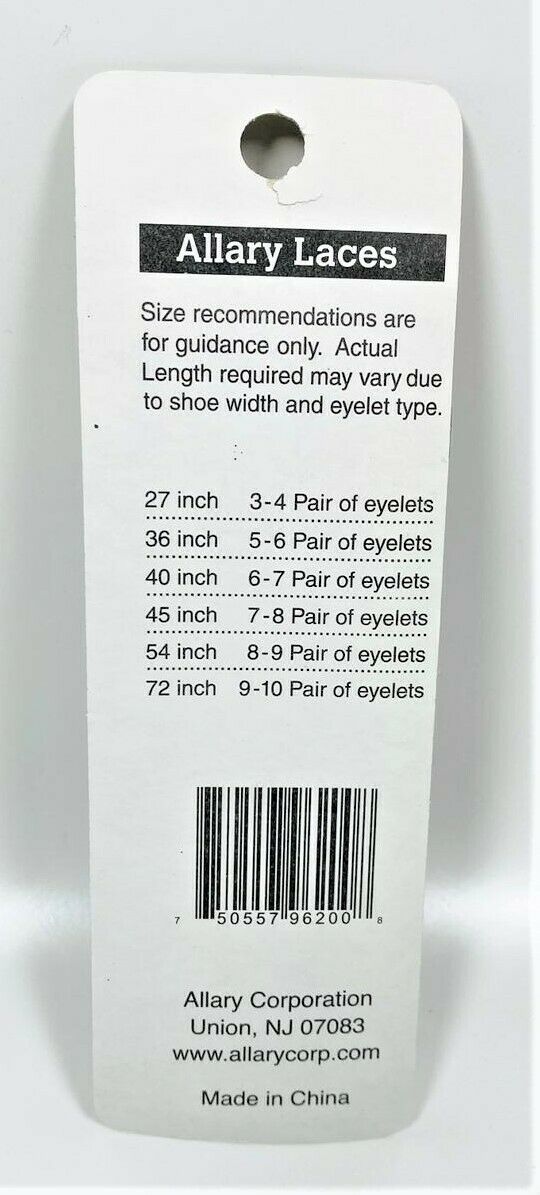 Allary Laces
Size recommendations are
for guidance only. Actual
Length required may vary due
to shoe width and eyelet type.
27 inch 3-4 Pair of eyelets
36 inch 5-6 Pair of eyelets
40 inch 6-7 Pair of eyelets
45 inch 7-8 Pair of eyelets
54 inch 8-9 Pair of eyelets
72 inch 9-10 Pair of eyelets
7 50557 96200 8
Allary Corporation
Union, NJ 07083
www.allarycorp.com
Made in China